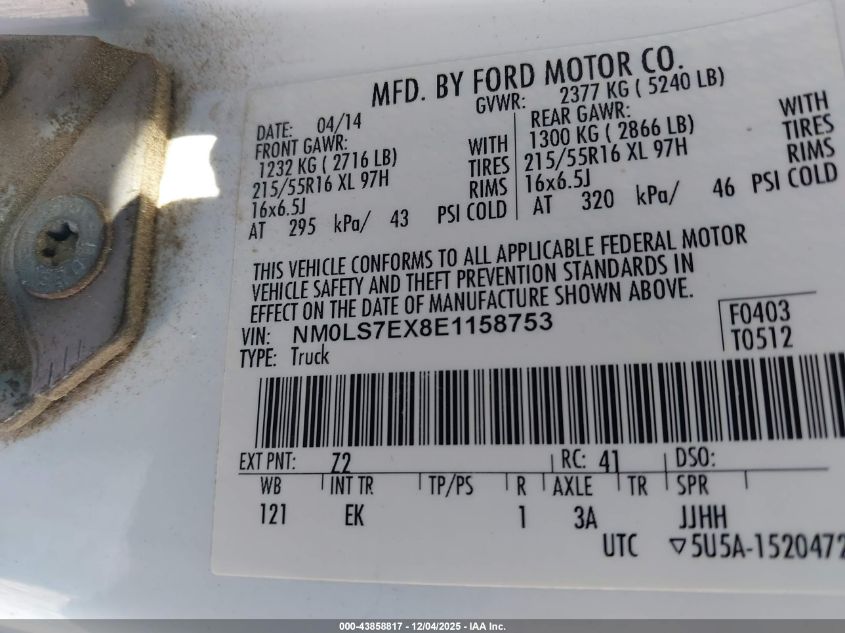 MFD. BY FORD MOTOR CO.
DATE: 04/14 GVWR: 2377 KG ( 5240 LB)
FRONT GAWR: REAR GAWR:
1232 KG ( 2716 LB) WITH 1300 KG ( 2866 LB) WITH
215/55R16 XL 97H TIRES 215/55R16 XL 97H TIRES
16x6.5J RIMS 16x6.5J RIMS
AT 295 kPa/ 43 PSI COLD AT 320 kPa/ 46 PSI COLD
THIS VEHICLE CONFORMS TO ALL APPLICABLE FEDERAL MOTOR
VEHICLE SAFETY AND THEFT PREVENTION STANDARDS IN
EFFECT ON THE DATE OF MANUFACTURE SHOWN ABOVE.
VIN: NM0LS7EX8E1158753 F0403
TYPE: Truck T0512
EXT PNT: Z2 RC: 41 DSO:
WB INT TR TP/PS R AXLE TR SPR
121 EK 1 3A JJHH
UTC ▽5U5A-1520472
000-43858817 - 12/04/2025 - IAA Inc.